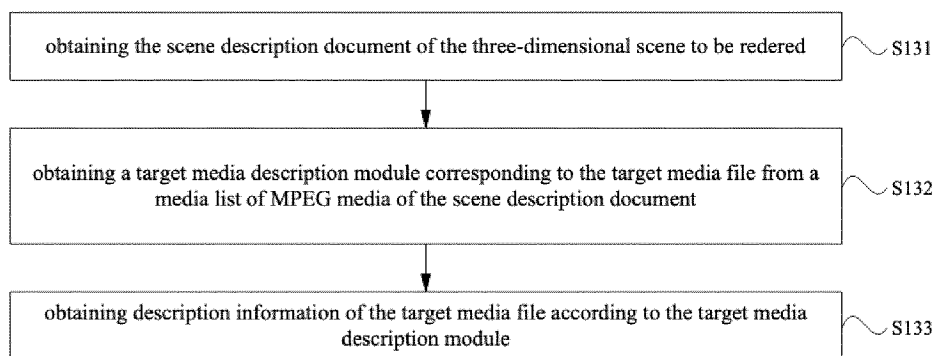 obtaining the scene description document of the three-dimensional scene to be redered
S131
obtaining a target media description module corresponding to the target media file from a
media list of MPEG media of the scene description document
S132
obtaining description information of the target media file according to the target media
description module
S133